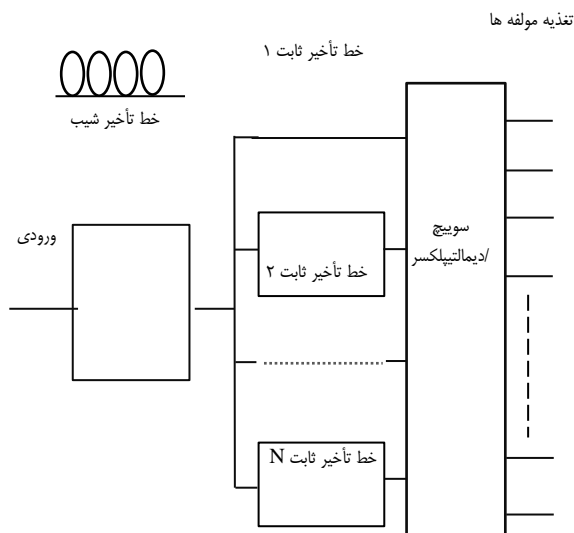 تغذیه مولفه ها
خط تأخیر ثابت ۱
خط تأخیر شیب
ورودی
سوییچ
/دیمالتیپلکسر
خط تأخیر ثابت ۲
خط تأخیر ثابت N